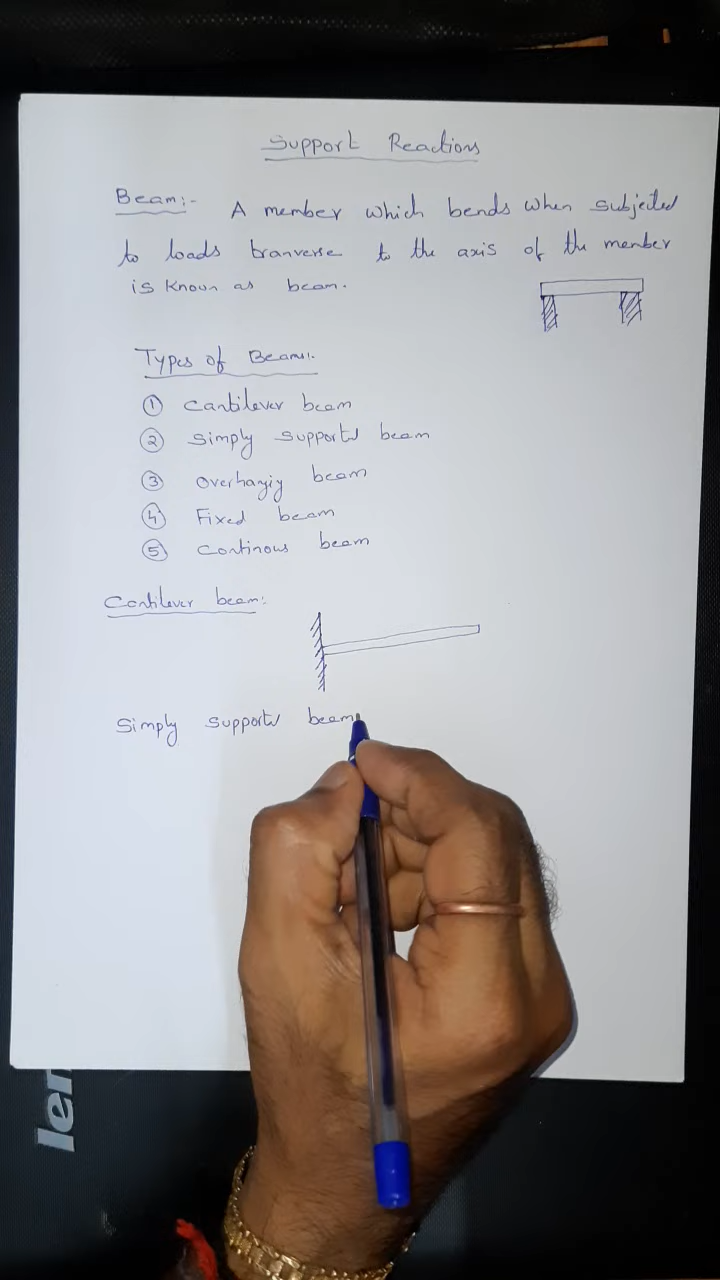 Support Reactions
Beam:- A member which bends when subjected
to loads tranverse to the axis of the member
is known as beam.
Types of Beams:.
① Cantilever beam
② Simply supported beam
③ Overhanging beam
④ Fixed beam
⑤ Continous beam
Cantilever beam:
Simply supported beam
len